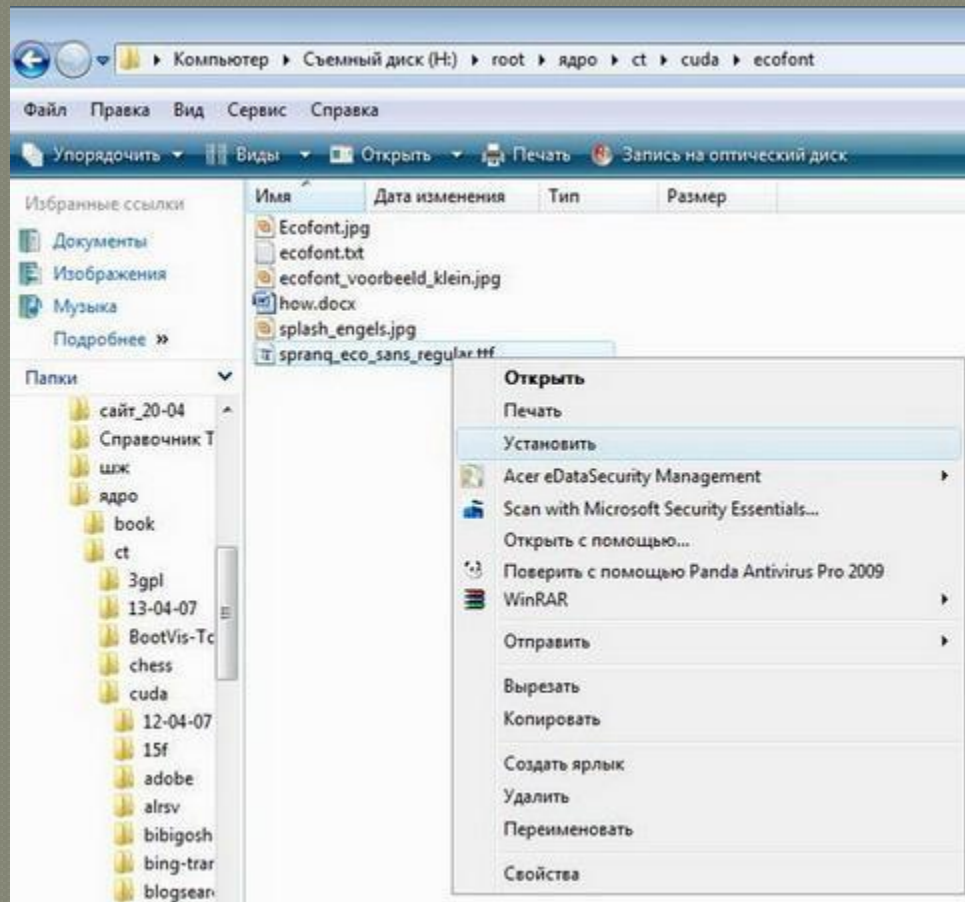 Компьютер ▸ Съемный диск (H:) ▸ root ▸ ядро ▸ ct ▸ cuda ▸ ecofont
Файл Правка Вид Сервис Справка
Упорядочить Виды Открыть Печать Запись на оптический диск
Избранные ссылки
Документы
Изображения
Музыка
Подробнее »
Папки
сайт_20-04
Справочник Т
шж
ядро
book
ct
3gpl
13-04-07
BootVis-Tc
chess
cuda
12-04-07
15f
adobe
alrsv
bibigosh
bing-trar
blogsear
Имя Дата изменения Тип Размер
Ecofont.jpg
ecofont.txt
ecofont_voorbeeld_klein.jpg
how.docx
splash_engels.jpg
spranq_eco_sans_regular.ttf
Открыть
Печать
Установить
Acer eDataSecurity Management
Scan with Microsoft Security Essentials...
Открыть с помощью...
Поверить с помощью Panda Antivirus Pro 2009
WinRAR
Отправить
Вырезать
Копировать
Создать ярлык
Удалить
Переименовать
Свойства